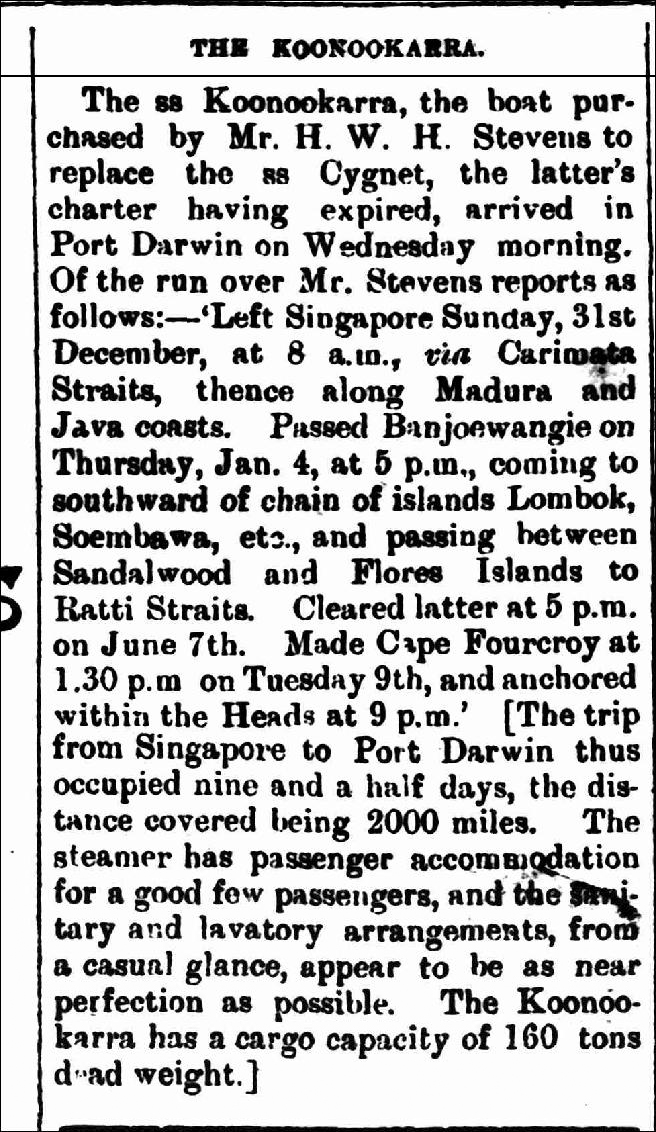 THE KOONOOKARRA.
The ss Koonookarra, the boat pur-
chased by Mr. H. W. H. Stevens to
replace the ss Cygnet, the latter's
charter having expired, arrived in
Port Darwin on Wednesday morning.
Of the run over Mr. Stevens reports as
follows:—'Left Singapore Sunday, 31st
December, at 8 a.m., via Carimata
Straits, thence along Madura and
Java coasts. Passed Banjoewangie on
Thursday, Jan. 4, at 5 p.m., coming to
southward of chain of islands Lombok,
Soembawa, etc., and passing between
Sandalwood and Flores Islands to
Ratti Straits. Cleared latter at 5 p.m.
on June 7th. Made Cape Fourcroy at
1.30 p.m on Tuesday 9th, and anchored
within the Heads at 9 p.m.' [The trip
from Singapore to Port Darwin thus
occupied nine and a half days, the dis-
tance covered being 2000 miles. The
steamer has passenger accommodation
for a good few passengers, and the sani-
tary and lavatory arrangements, from
a casual glance, appear to be as near
perfection as possible. The Koonoo-
karra has a cargo capacity of 160 tons
dead weight.]